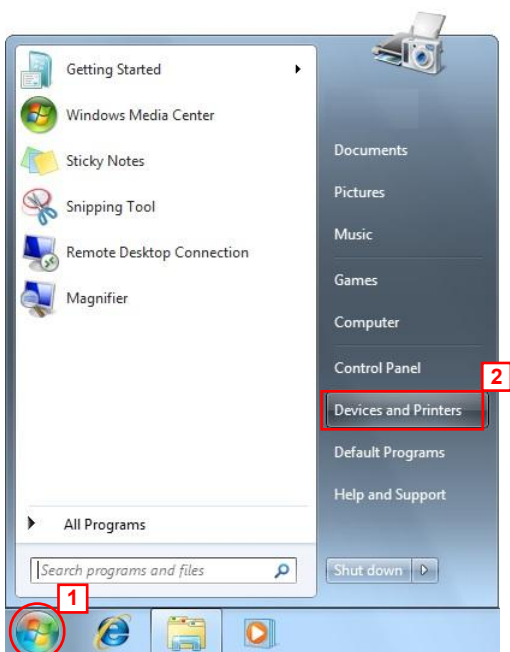 Getting Started
Windows Media Center
Sticky Notes
Snipping Tool
Remote Desktop Connection
Magnifier
All Programs
Search programs and files
Documents
Pictures
Music
Games
Computer
Control Panel
2
Devices and Printers
Default Programs
Help and Support
Shut down
1